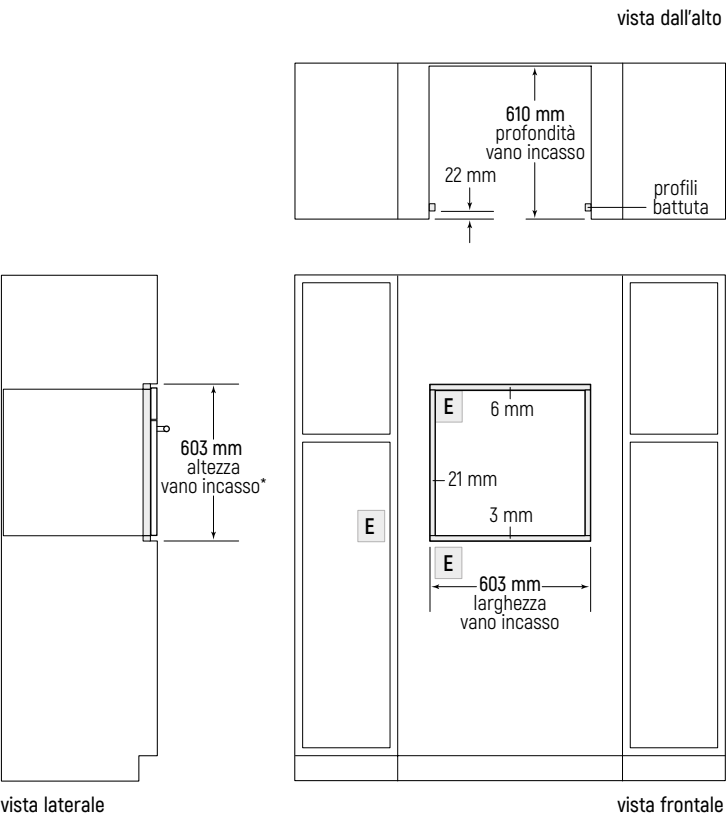 vista dall'alto
610 mm
profondità
vano incasso
22 mm
profili
battuta
603 mm
altezza
vano incasso*
E
6 mm
21 mm
3 mm
E
E
603 mm
larghezza
vano incasso
vista laterale
vista frontale